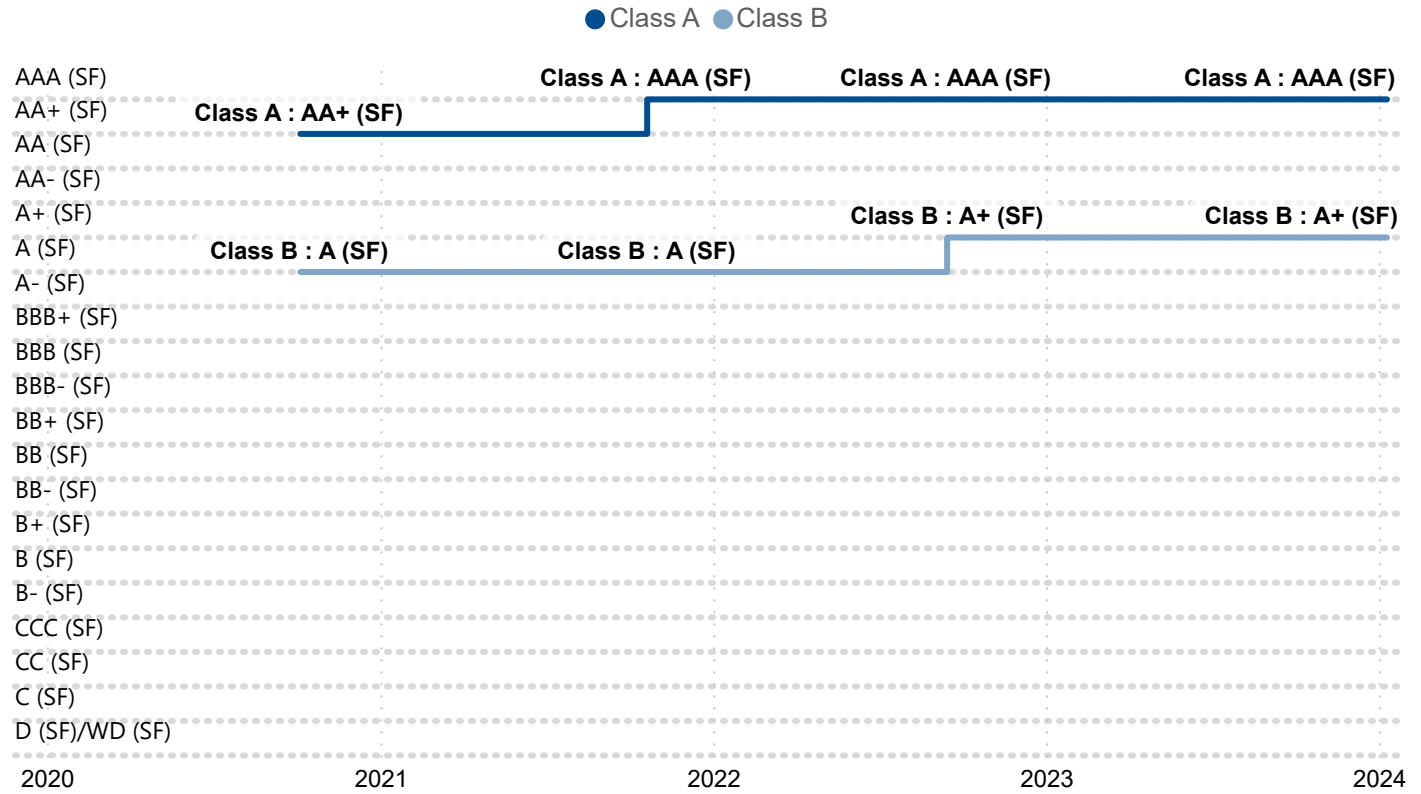 Class A Class B
AAA (SF) Class A : AAA (SF) Class A : AAA (SF) Class A : AAA (SF)
AA+ (SF) Class A : AA+ (SF)
AA (SF)
AA- (SF)
A+ (SF) Class B : A+ (SF) Class B : A+ (SF)
A (SF) Class B : A (SF) Class B : A (SF)
A- (SF)
BBB+ (SF)
BBB (SF)
BBB- (SF)
BB+ (SF)
BB (SF)
BB- (SF)
B+ (SF)
B (SF)
B- (SF)
CCC (SF)
CC (SF)
C (SF)
D (SF)/WD (SF)
2020 2021 2022 2023 2024